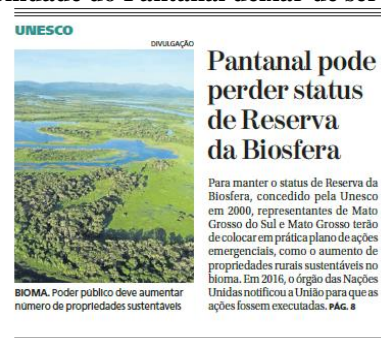 UNESCO
DIVULGAÇÃO
Pantanal pode
perder status
de Reserva
da Biosfera
Para manter o status de Reserva da
Biosfera, concedido pela Unesco
em 2000, representantes de Mato
Grosso do Sul e Mato Grosso terão
de colocar em prática plano de ações
emergenciais, como o aumento de
propriedades rurais sustentáveis no
bioma. Em 2016, o órgão das Nações
Unidas notificou a União para que as
ações fossem executadas. PÁG. 8
BIOMA. Poder público deve aumentar
número de propriedades sustentáveis